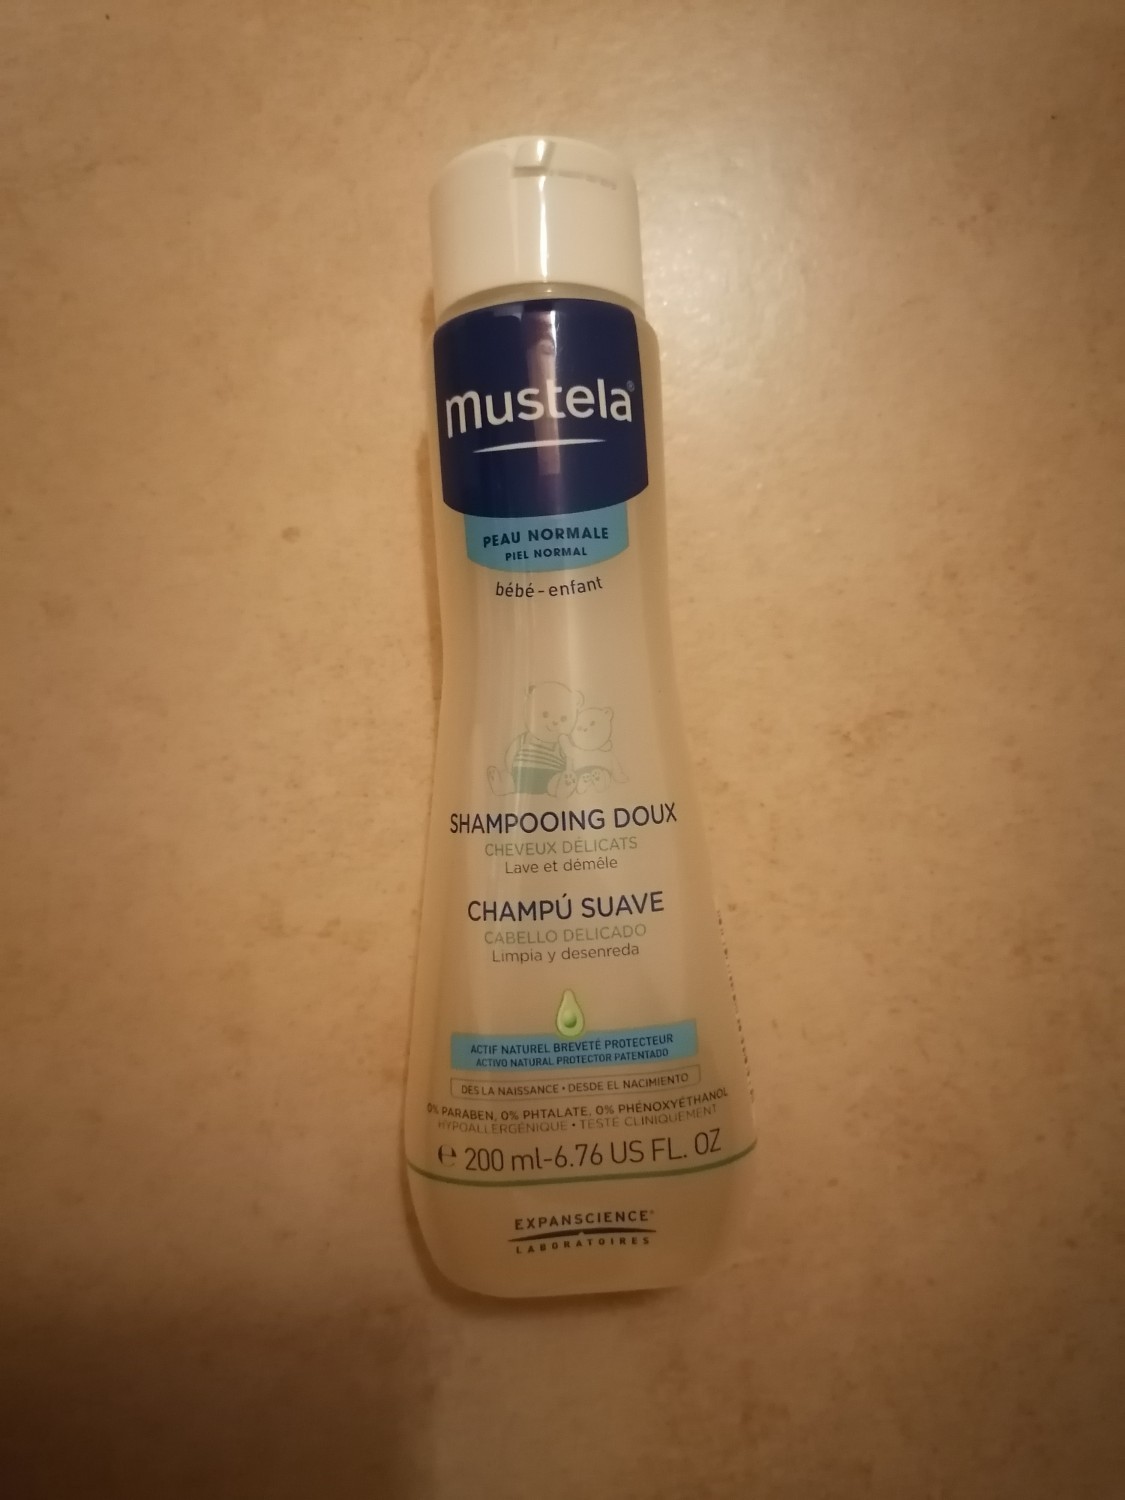 mustela®
PEAU NORMALE
PIEL NORMAL
bébé-enfant
SHAMPOOING DOUX
CHEVEUX DÉLICATS
Lave et démêle
CHAMPÚ SUAVE
CABELLO DELICADO
Limpia y desenreda
ACTIF NATUREL BREVETÉ PROTECTEUR
ACTIVO NATURAL PROTECTOR PATENTADO
DÈS LA NAISSANCE • DESDE EL NACIMIENTO
0% PARABEN, 0% PHTALATE, 0% PHÉNOXYÉTHANOL
HYPOALLERGÉNIQUE • TESTÉ CLINIQUEMENT
℮ 200 ml-6.76 US FL. OZ
EXPANSCIENCE®
LABORATOIRES